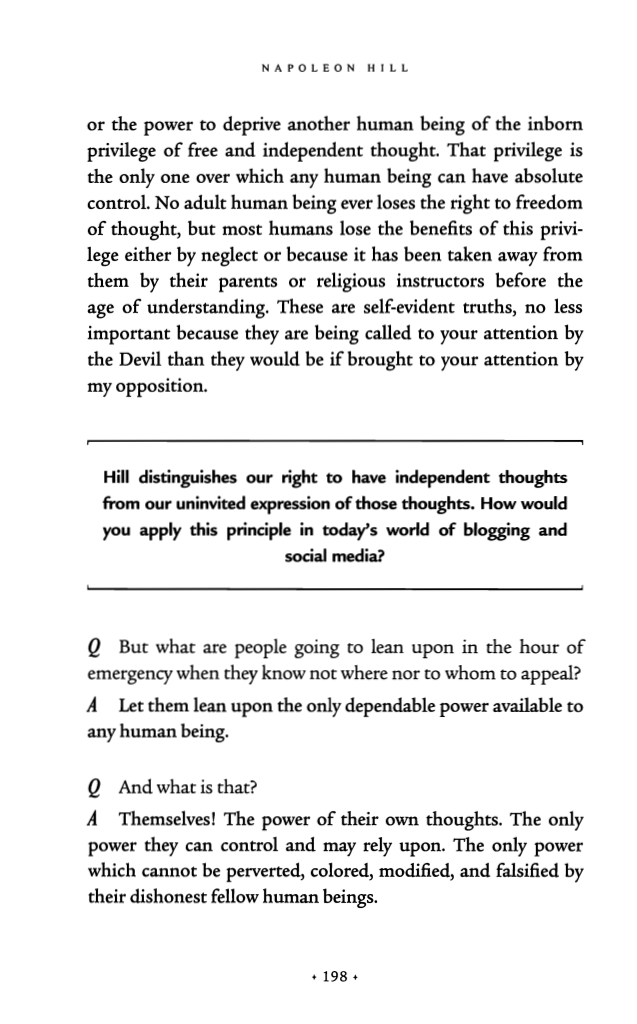 NAPOLEON HILL
or the power to deprive another human being of the inborn
privilege of free and independent thought. That privilege is
the only one over which any human being can have absolute
control. No adult human being ever loses the right to freedom
of thought, but most humans lose the benefits of this privi-
lege either by neglect or because it has been taken away from
them by their parents or religious instructors before the
age of understanding. These are self-evident truths, no less
important because they are being called to your attention by
the Devil than they would be if brought to your attention by
my opposition.
Hill distinguishes our right to have independent thoughts
from our uninvited expression of those thoughts. How would
you apply this principle in today's world of blogging and
social media?
Q But what are people going to lean upon in the hour of
emergency when they know not where nor to whom to appeal?
A Let them lean upon the only dependable power available to
any human being.
Q And what is that?
A Themselves! The power of their own thoughts. The only
power they can control and may rely upon. The only power
which cannot be perverted, colored, modified, and falsified by
their dishonest fellow human beings.
198